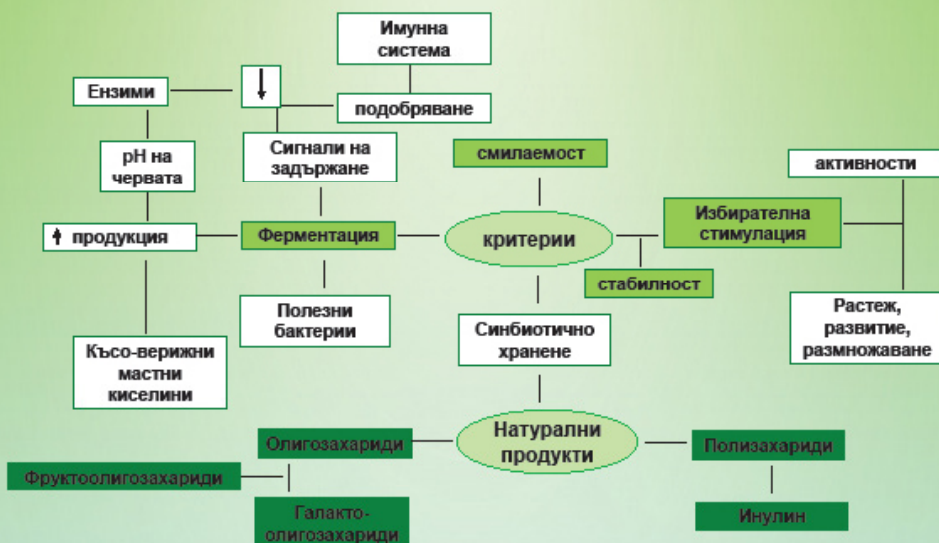 Имунна
система
Ензими
↓
подобряване
pH на
червата
Сигнали на
задържане
смилаемост
активности
↑ продукция
Ферментация
критерии
Избирателна
стимулация
стабилност
Полезни
бактерии
Синбиотично
хранене
Растеж,
развитие,
размножаване
Късо-верижни
мастни
киселини
Олигозахариди
Натурални
продукти
Полизахариди
Фруктоолигозахариди
Галакто-
олигозахариди
Инулин